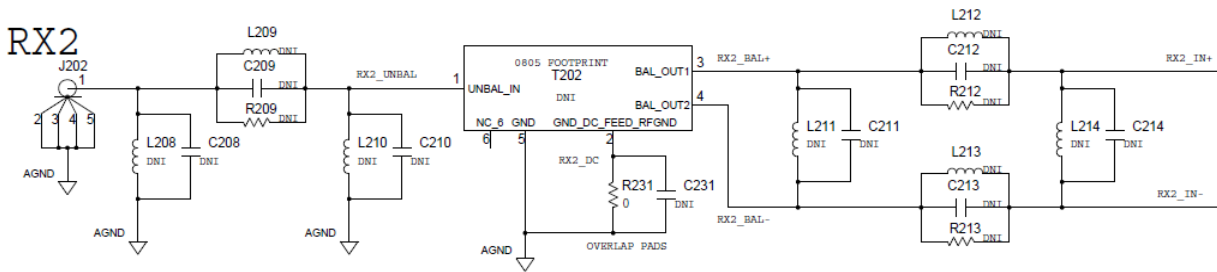 RX2
J202
1
2 3 4 5
AGND
L208
DNI
C208
DNI
AGND
L209
DNI
C209
DNI
R209
DNI
L210
DNI
C210
DNI
AGND
RX2_UNBAL
1
0805 FOOTPRINT
T202
DNI
UNBAL_IN
BAL_OUT1
BAL_OUT2
NC_6 GND GND_DC_FEED_RFGND
6 5 2
3
4
RX2_DC
R231
0
C231
DNI
AGND
OVERLAP PADS
RX2_BAL+
RX2_BAL-
L211
DNI
C211
DNI
L212
DNI
C212
DNI
R212
DNI
L213
DNI
C213
DNI
R213
DNI
L214
DNI
C214
DNI
RX2_IN+
RX2_IN-